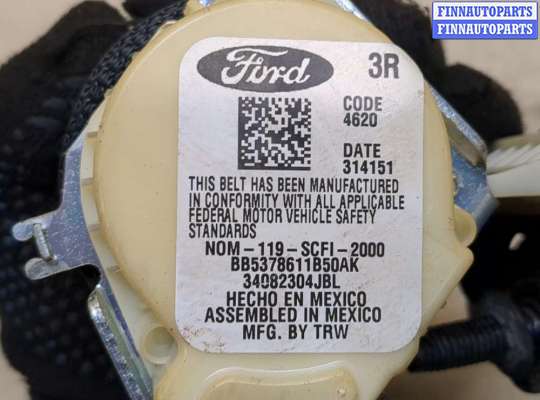 FINNAUTOPARTS
FINNAUTOPARTS
Ford 3R
CODE
4620
DATE
314151
THIS BELT HAS BEEN MANUFACTURED
IN CONFORMITY WITH ALL APPLICABLE
FEDERAL MOTOR VEHICLE SAFETY
STANDARDS
NOM-119-SCFI-2000
BB5378611B50AK
34082304JBL
HECHO EN MEXICO
ASSEMBLED IN MEXICO
MFG. BY TRW